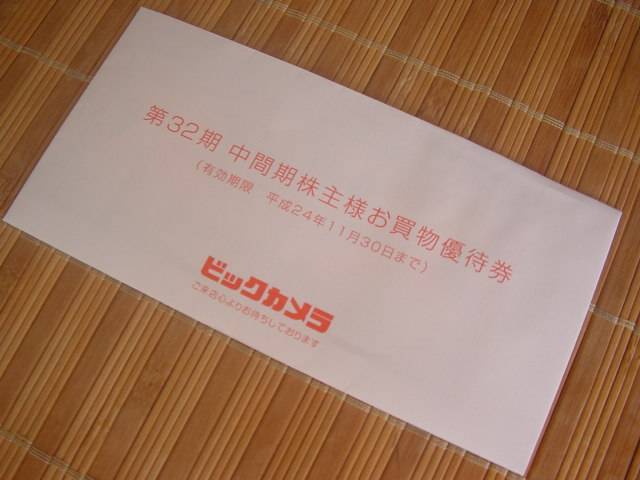 第32期 中間期株主様お買物優待券
（有効期限　平成24年11月30日まで）
ビックカメラ
ご来店心よりお待ちしております